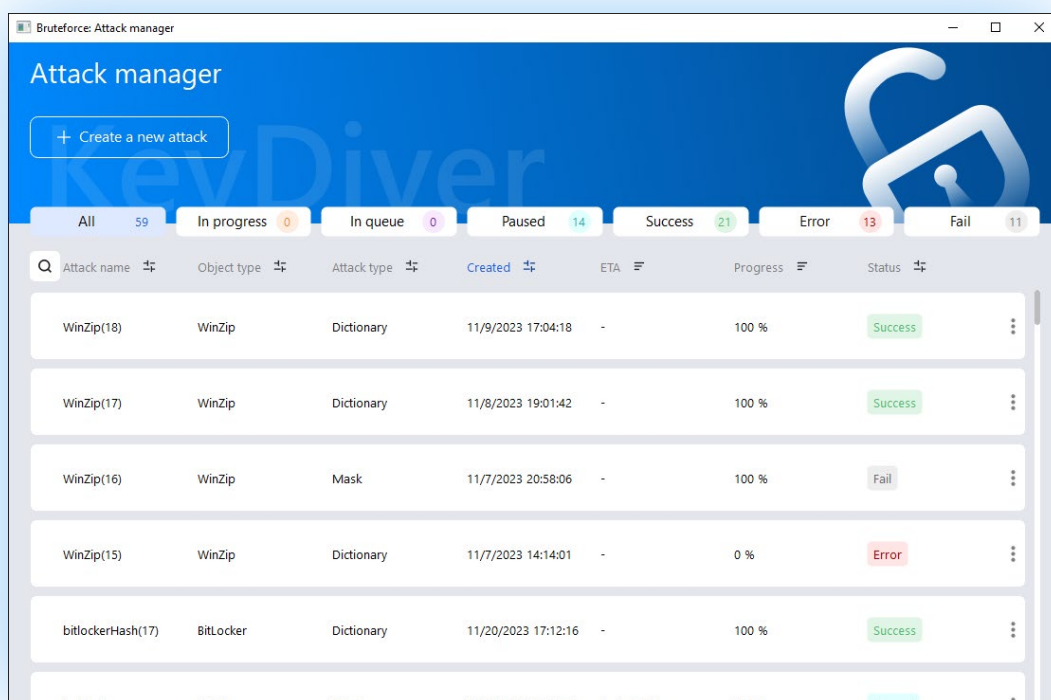 Bruteforce: Attack manager
Attack manager
+ Create a new attack
KeyDiver
All 59 In progress 0 In queue 0 Paused 14 Success 21 Error 13 Fail 11
Attack name Object type Attack type Created ETA Progress Status
WinZip(18) WinZip Dictionary 11/9/2023 17:04:18 - 100 % Success
WinZip(17) WinZip Dictionary 11/8/2023 19:01:42 - 100 % Success
WinZip(16) WinZip Mask 11/7/2023 20:58:06 - 100 % Fail
WinZip(15) WinZip Dictionary 11/7/2023 14:14:01 - 0 % Error
bitlockerHash(17) BitLocker Dictionary 11/20/2023 17:12:16 - 100 % Success